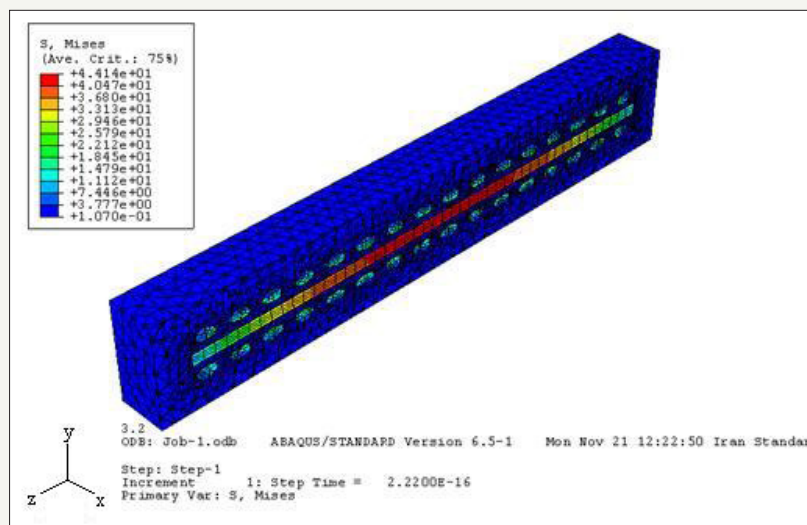 S, Mises
(Ave. Crit.: 75%)
+4.414e+01
+4.047e+01
+3.680e+01
+3.313e+01
+2.946e+01
+2.579e+01
+2.212e+01
+1.845e+01
+1.479e+01
+1.112e+01
+7.446e+00
+3.777e+00
+1.070e-01
3.2
ODB: Job-1.odb ABAQUS/STANDARD Version 6.5-1 Mon Nov 21 12:22:50 Iran Standar
Step: Step-1
Increment 1: Step Time = 2.2200E-16
Primary Var: S, Mises
y
z
x